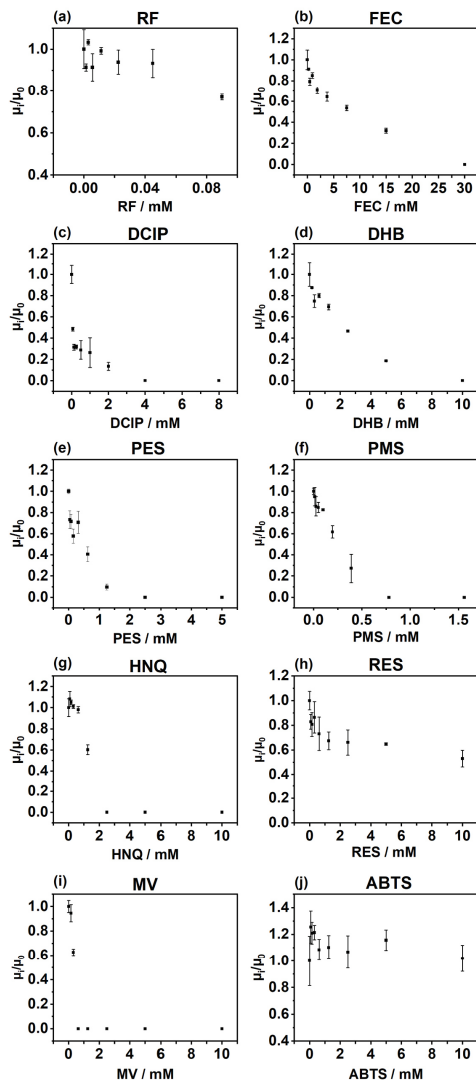 (a) RF
μᵢ/μ₀
1.0
0.8
0.6
0.4
0.00 0.04 0.08
RF / mM
(b) FEC
μᵢ/μ₀
1.2
1.0
0.8
0.6
0.4
0.2
0.0
0 5 10 15 20 25 30
FEC / mM
(c) DCIP
μᵢ/μ₀
1.2
1.0
0.8
0.6
0.4
0.2
0.0
0 2 4 6 8
DCIP / mM
(d) DHB
μᵢ/μ₀
1.2
1.0
0.8
0.6
0.4
0.2
0.0
0 2 4 6 8 10
DHB / mM
(e) PES
μᵢ/μ₀
1.2
1.0
0.8
0.6
0.4
0.2
0.0
0 1 2 3 4 5
PES / mM
(f) PMS
μᵢ/μ₀
1.2
1.0
0.8
0.6
0.4
0.2
0.0
0.0 0.5 1.0 1.5
PMS / mM
(g) HNQ
μᵢ/μ₀
1.2
1.0
0.8
0.6
0.4
0.2
0.0
0 2 4 6 8 10
HNQ / mM
(h) RES
μᵢ/μ₀
1.2
1.0
0.8
0.6
0.4
0.2
0.0
0 2 4 6 8 10
RES / mM
(i) MV
μᵢ/μ₀
1.0
0.8
0.6
0.4
0.2
0.0
0 2 4 6 8 10
MV / mM
(j) ABTS
μᵢ/μ₀
1.4
1.2
1.0
0.8
0.6
0.4
0 2 4 6 8 10
ABTS / mM